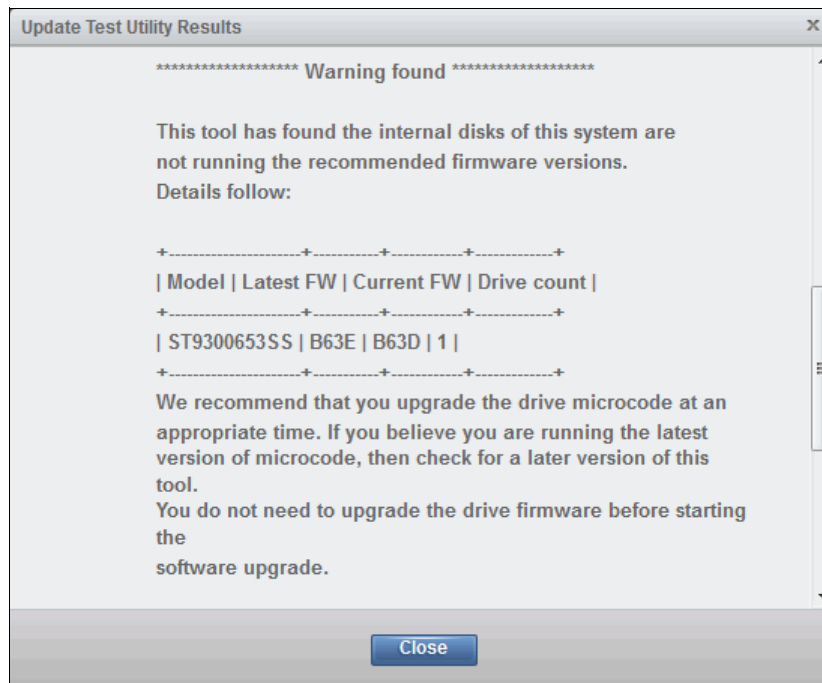 Update Test Utility Results x
******************* Warning found *******************
This tool has found the internal disks of this system are
not running the recommended firmware versions.
Details follow:
+----------------------+-----------+------------+-------------+
| Model | Latest FW | Current FW | Drive count |
+----------------------+-----------+------------+-------------+
| ST9300653SS | B63E | B63D | 1 |
+----------------------+-----------+------------+-------------+
We recommend that you upgrade the drive microcode at an
appropriate time. If you believe you are running the latest
version of microcode, then check for a later version of this
tool.
You do not need to upgrade the drive firmware before starting
the
software upgrade.
Close